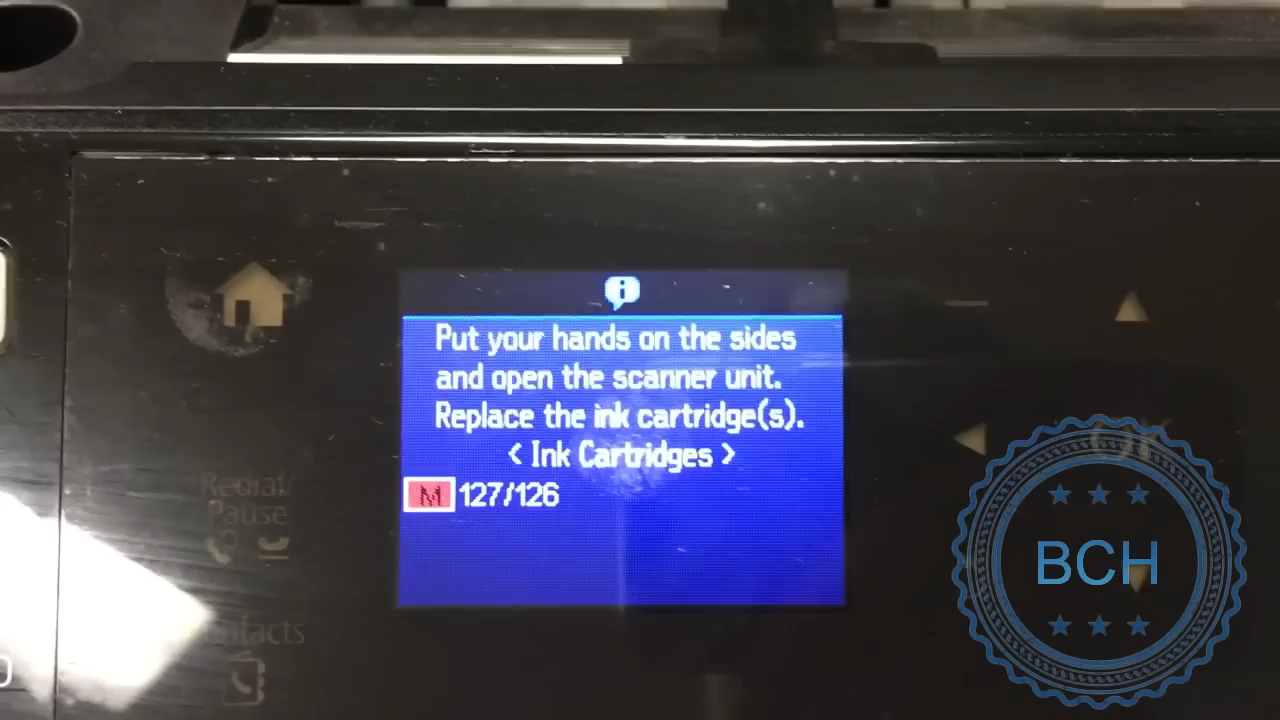 Put your hands on the sides
and open the scanner unit.
Replace the ink cartridge(s).
< Ink Cartridges >
M 127/126
Redial/
Pause
OK
BCH